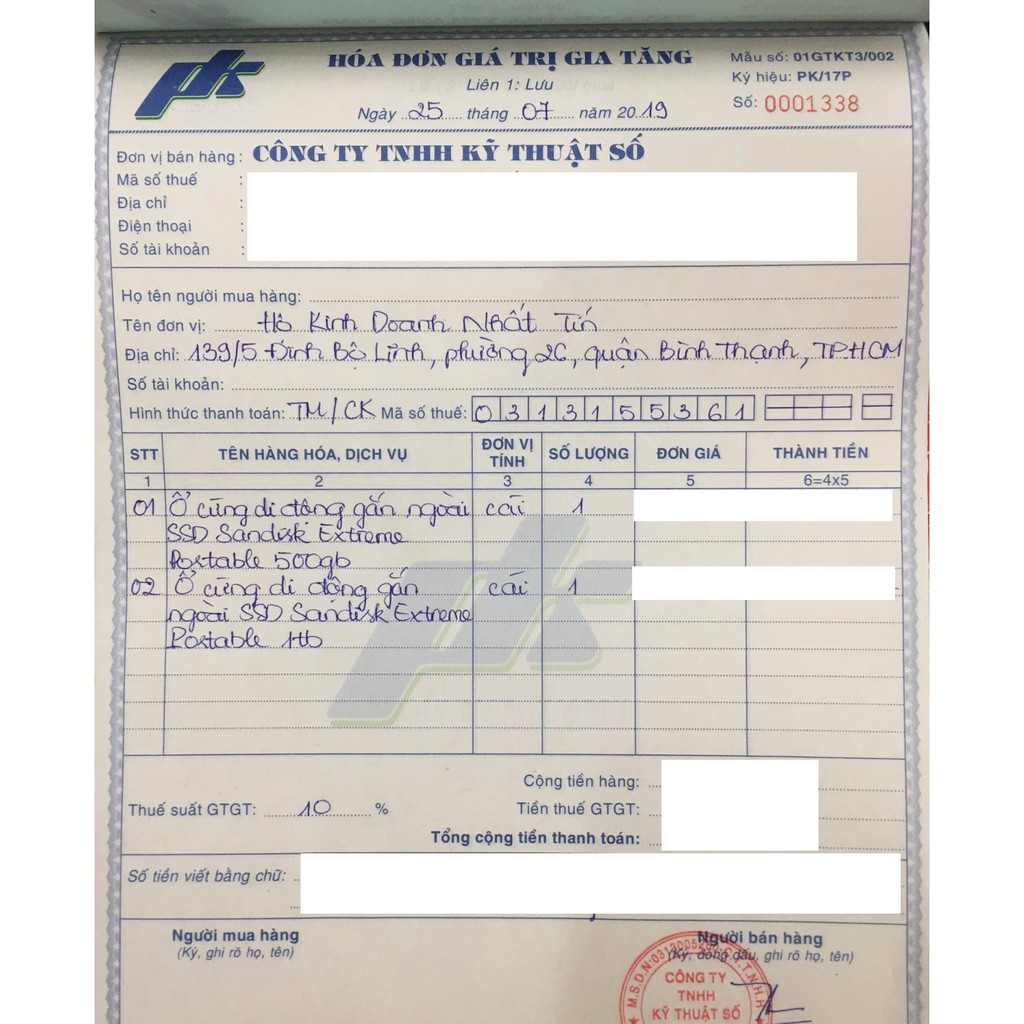 pk
HÓA ĐƠN GIÁ TRỊ GIA TĂNG
Liên 1: Lưu
Ngày 25 tháng 07 năm 2019
Mẫu số: 01GTKT3/002
Ký hiệu: PK/17P
Số: 0001338
Đơn vị bán hàng: CÔNG TY TNHH KỸ THUẬT SỐ
Mã số thuế :
Địa chỉ :
Điện thoại :
Số tài khoản :
Họ tên người mua hàng:
Tên đơn vị: Hộ Kinh Doanh Nhất Tín
Địa chỉ: 139/5 Đinh Bộ Lĩnh, phường 26, quận Bình Thạnh, TP.HCM
Số tài khoản:
Hình thức thanh toán: TM/CK Mã số thuế: 0313155361
STT TÊN HÀNG HÓA, DỊCH VỤ ĐƠN VỊ TÍNH SỐ LƯỢNG ĐƠN GIÁ THÀNH TIỀN
1 2 3 4 5 6=4x5
01 Ổ cứng di động gắn ngoài cái 1
SSD Sandisk Extreme
Portable 500gb
02 Ổ cứng di động gắn cái 1
ngoài SSD Sandisk Extreme
Portable 1tb
Cộng tiền hàng:
Thuế suất GTGT: 10 % Tiền thuế GTGT:
Tổng cộng tiền thanh toán:
Số tiền viết bằng chữ:
Người mua hàng
(Ký, ghi rõ họ, tên)
Người bán hàng
(Ký, đóng dấu, ghi rõ họ, tên)
CÔNG TY
TNHH
KỸ THUẬT SỐ